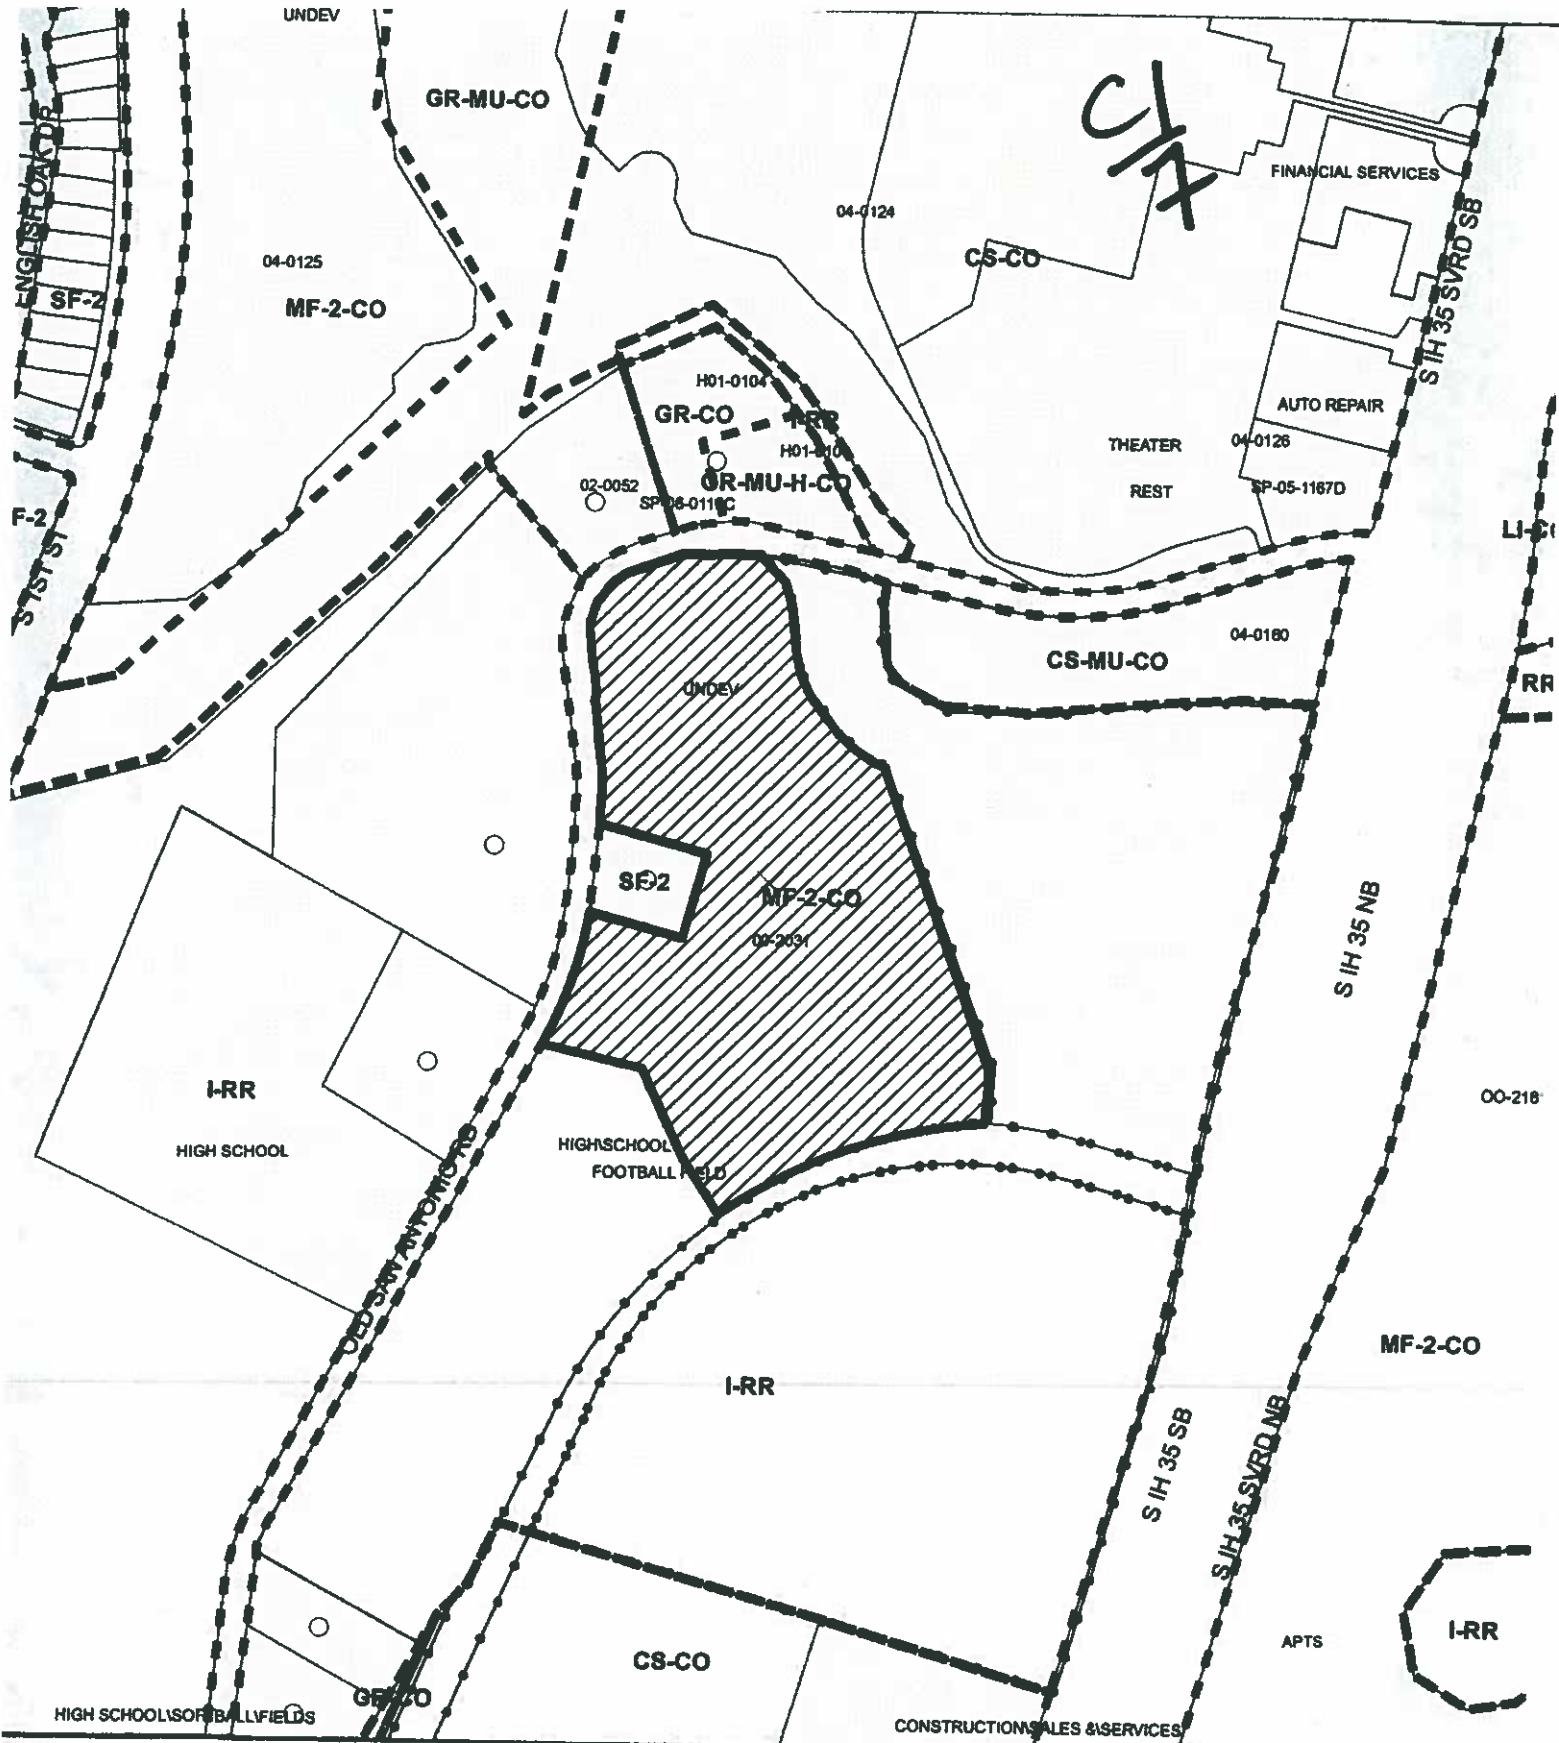 UNDEV
GR-MU-CO
ENGLISH OAK DR
SF-2
04-0125
MF-2-CO
04-0124
CS-CO
FINANCIAL SERVICES
S IH 35 SVRD SB
AUTO REPAIR
04-0126
THEATER
REST
SP-05-1167D
H01-0104
GR-CO
I-RR
GR-MU-H-CO
02-0052
F-2
S 1ST ST
UNDEV
04-0160
CS-MU-CO
SF-2
MF-2-CO
S IH 35 NB
I-RR
HIGH SCHOOL
HIGH\SCHOOL
FOOTBALL FIELD
OLD SAN ANTONIO RD
I-RR
MF-2-CO
S IH 35 SB
S IH 35 SVRD NB
APTS
I-RR
CS-CO
HIGH SCHOOL\SOFTBALL\FIELDS
CONSTRUCTION\SALES &\SERVICES